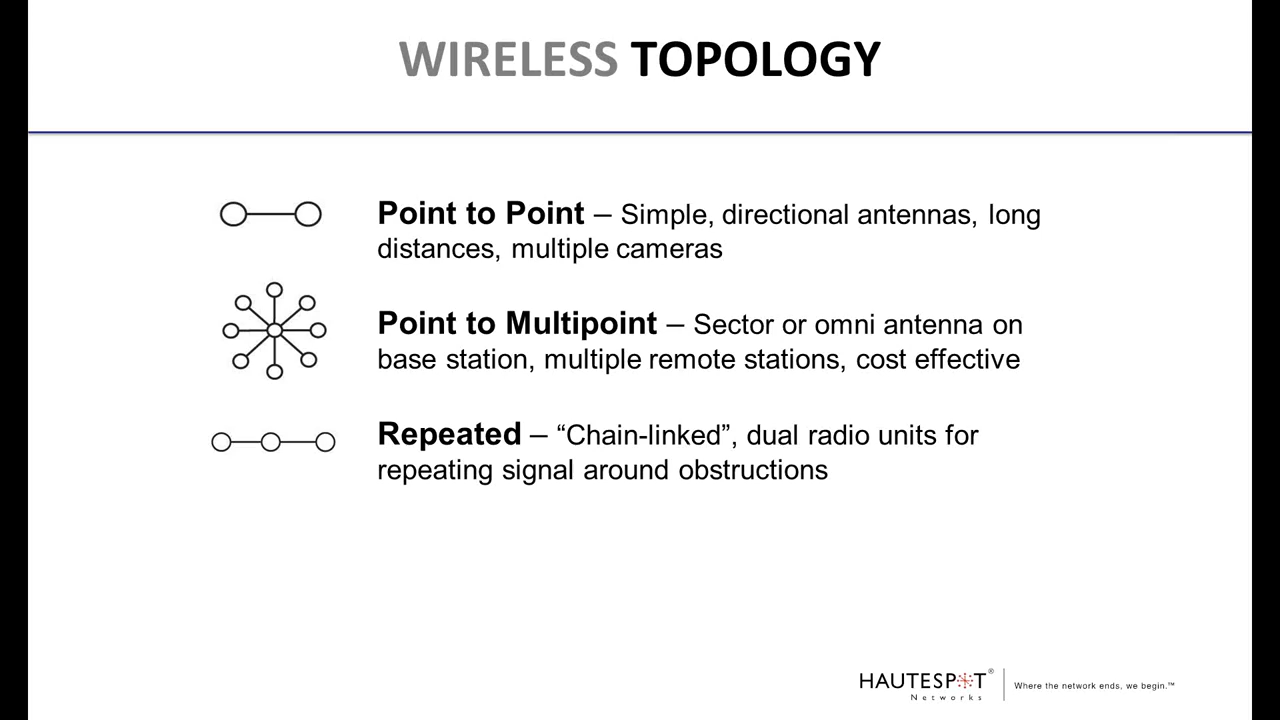 WIRELESS TOPOLOGY
Point to Point – Simple, directional antennas, long
distances, multiple cameras
Point to Multipoint – Sector or omni antenna on
base station, multiple remote stations, cost effective
Repeated – “Chain-linked”, dual radio units for
repeating signal around obstructions
HAUTESPOT®
Networks
Where the network ends, we begin.™